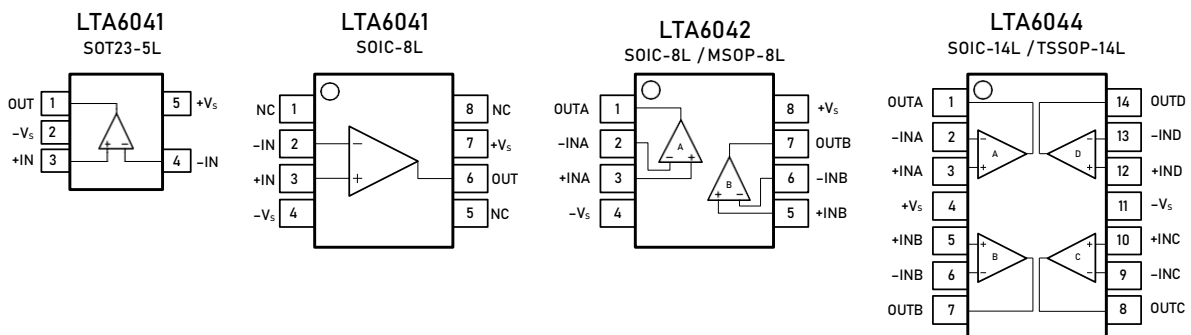 LTA6041
SOT23-5L
OUT 1 5 +Vs
−Vs 2
+IN 3 4 −IN
+ −
LTA6041
SOIC-8L
NC 1 8 NC
−IN 2 − 7 +Vs
+IN 3 + 6 OUT
−Vs 4 5 NC
LTA6042
SOIC-8L / MSOP-8L
OUTA 1 8 +Vs
−INA 2 A − + 7 OUTB
+INA 3 B + − 6 −INB
−Vs 4 5 +INB
LTA6044
SOIC-14L / TSSOP-14L
OUTA 1 14 OUTD
−INA 2 − − 13 −IND
A D
+INA 3 + + 12 +IND
+Vs 4 11 −Vs
+INB 5 + + 10 +INC
B C
−INB 6 − − 9 −INC
OUTB 7 8 OUTC